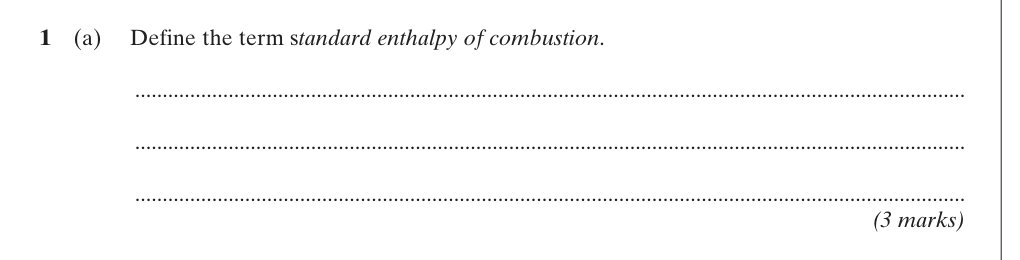 1 (a) Define the term standard enthalpy of combustion.
(3 marks)